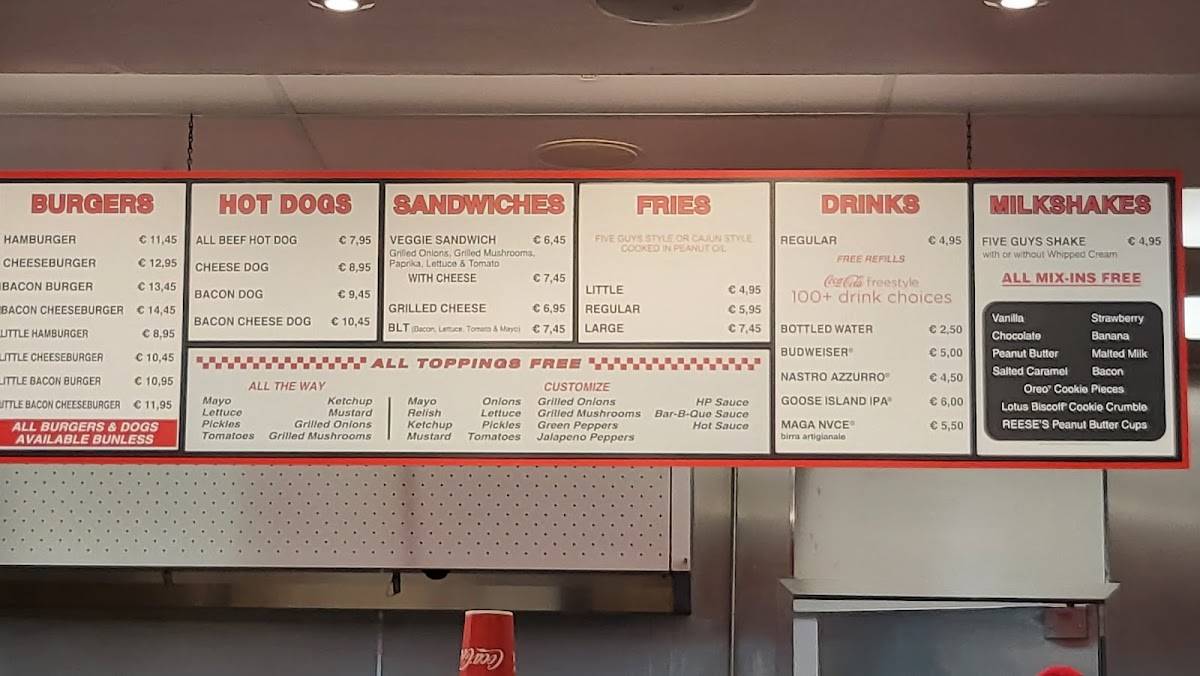 BURGERS
HAMBURGER € 11,45
CHEESEBURGER € 12,95
BACON BURGER € 13,45
BACON CHEESEBURGER € 14,45
LITTLE HAMBURGER € 8,95
LITTLE CHEESEBURGER € 10,45
LITTLE BACON BURGER € 10,95
LITTLE BACON CHEESEBURGER € 11,95
ALL BURGERS & DOGS
AVAILABLE BUNLESS
HOT DOGS
ALL BEEF HOT DOG € 7,95
CHEESE DOG € 8,95
BACON DOG € 9,45
BACON CHEESE DOG € 10,45
SANDWICHES
VEGGIE SANDWICH € 6,45
Grilled Onions, Grilled Mushrooms,
Paprika, Lettuce & Tomato
WITH CHEESE € 7,45
GRILLED CHEESE € 6,95
BLT (Bacon, Lettuce, Tomato & Mayo) € 7,45
FRIES
FIVE GUYS STYLE OR CAJUN STYLE
COOKED IN PEANUT OIL
LITTLE € 4,95
REGULAR € 5,95
LARGE € 7,45
ALL TOPPINGS FREE
ALL THE WAY
Mayo Ketchup
Lettuce Mustard
Pickles Grilled Onions
Tomatoes Grilled Mushrooms
CUSTOMIZE
Mayo Onions Grilled Onions HP Sauce
Relish Lettuce Grilled Mushrooms Bar-B-Que Sauce
Ketchup Pickles Green Peppers Hot Sauce
Mustard Tomatoes Jalapeno Peppers
DRINKS
REGULAR € 4,95
FREE REFILLS
Coca-Cola freestyle
100+ drink choices
BOTTLED WATER € 2,50
BUDWEISER® € 5,00
NASTRO AZZURRO® € 4,50
GOOSE ISLAND IPA® € 6,00
MAGA NVCE® € 5,50
birra artigianale
MILKSHAKES
FIVE GUYS SHAKE € 4,95
with or without Whipped Cream
ALL MIX-INS FREE
Vanilla Strawberry
Chocolate Banana
Peanut Butter Malted Milk
Salted Caramel Bacon
Oreo® Cookie Pieces
Lotus Biscoff® Cookie Crumble
REESE'S Peanut Butter Cups